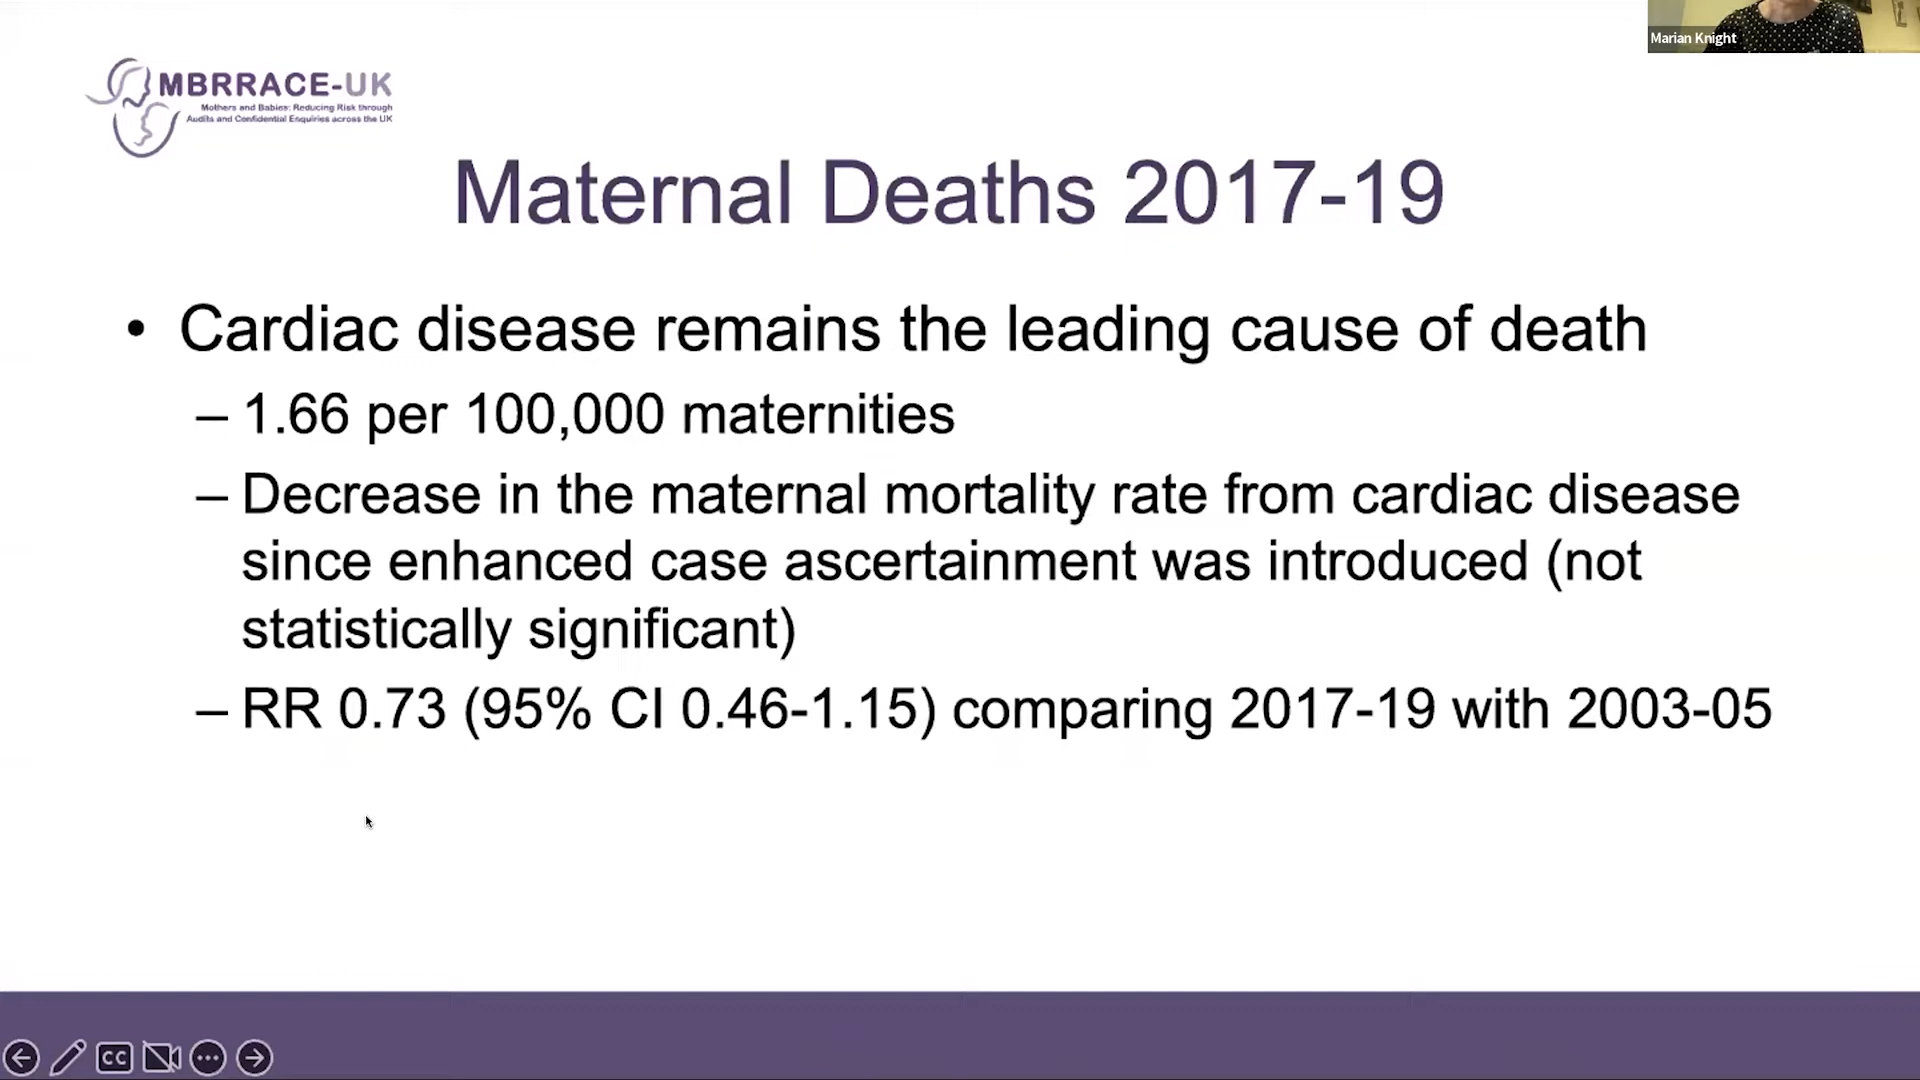 Marian Knight
MBRRACE-UK
Mothers and Babies: Reducing Risk through
Audits and Confidential Enquiries across the UK
Maternal Deaths 2017-19
• Cardiac disease remains the leading cause of death
– 1.66 per 100,000 maternities
– Decrease in the maternal mortality rate from cardiac disease
since enhanced case ascertainment was introduced (not
statistically significant)
– RR 0.73 (95% CI 0.46-1.15) comparing 2017-19 with 2003-05
CC